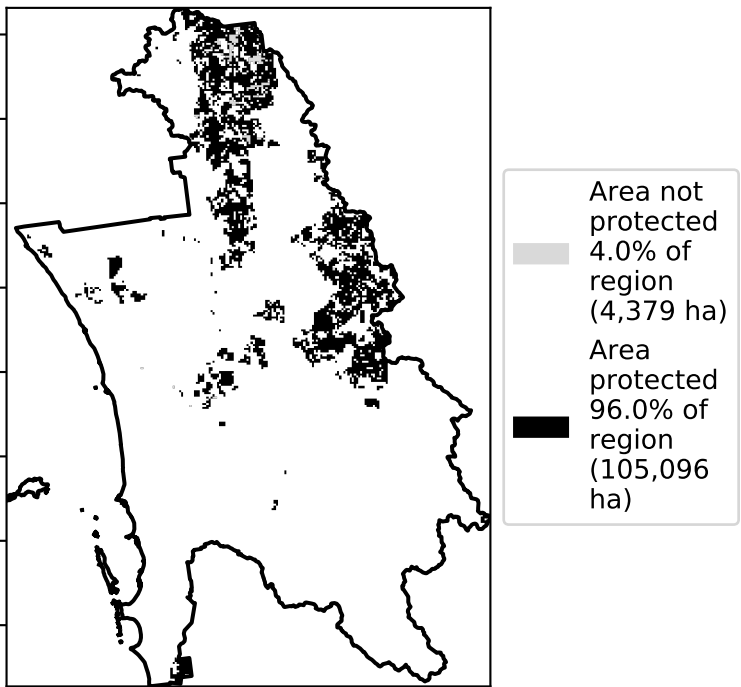 Area not
protected
4.0% of
region
(4,379 ha)
Area
protected
96.0% of
region
(105,096
ha)